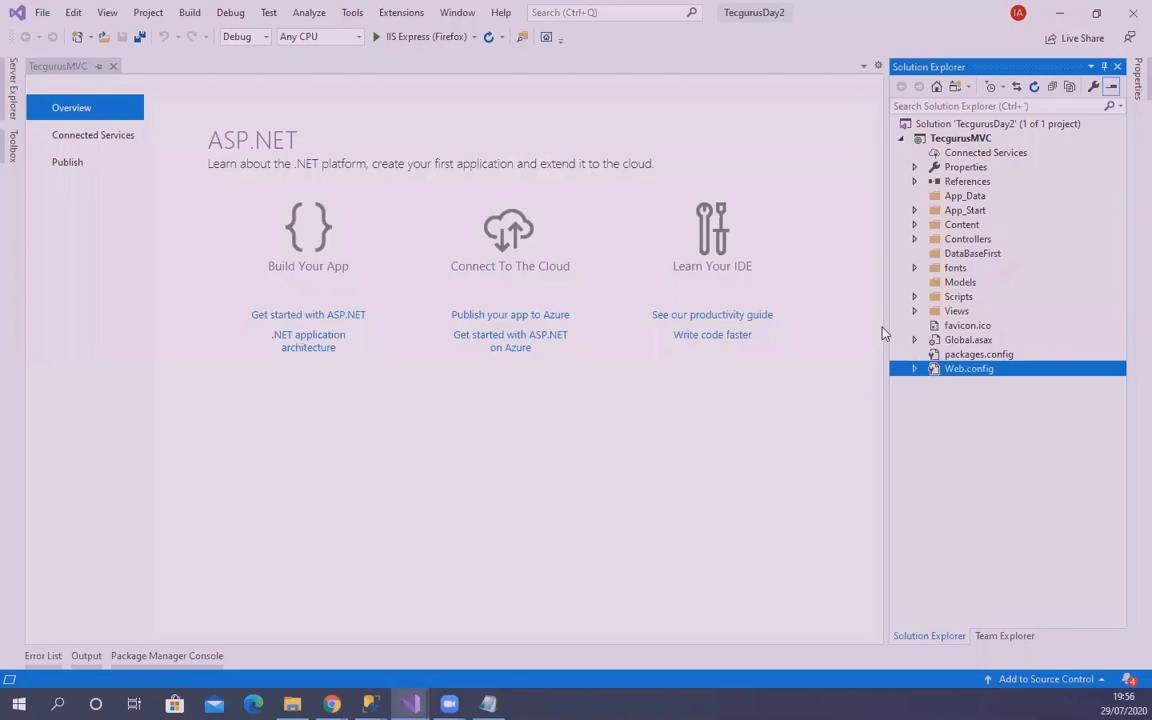 File Edit View Project Build Debug Test Analyze Tools Extensions Window Help Search (Ctrl+Q) TecgurusDay2 IA
Debug Any CPU IIS Express (Firefox) Live Share
Server Explorer
Toolbox
TecgurusMVC
Overview
Connected Services
Publish
ASP.NET
Learn about the .NET platform, create your first application and extend it to the cloud.
Build Your App
Get started with ASP.NET
.NET application
architecture
Connect To The Cloud
Publish your app to Azure
Get started with ASP.NET
on Azure
Learn Your IDE
See our productivity guide
Write code faster
Solution Explorer
Search Solution Explorer (Ctrl+´)
Solution 'TecgurusDay2' (1 of 1 project)
TecgurusMVC
Connected Services
Properties
References
App_Data
App_Start
Content
Controllers
DataBaseFirst
fonts
Models
Scripts
Views
favicon.ico
Global.asax
packages.config
Web.config
Solution Explorer Team Explorer
Properties
Error List Output Package Manager Console
Add to Source Control 4
19:56
29/07/2020